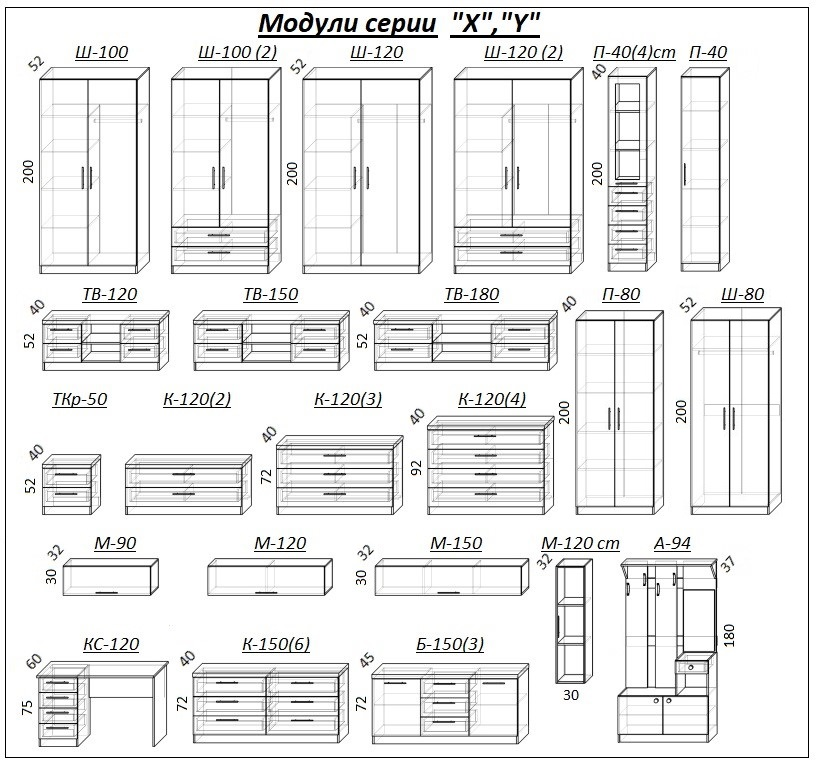 Модули серии "X","Y"
Ш-100 Ш-100 (2) Ш-120 Ш-120 (2) П-40(4)ст П-40
52 52 40
200 200 200
ТВ-120 ТВ-150 ТВ-180 П-80 Ш-80
40 40 40 52
52 52 200 200
ТКр-50 К-120(2) К-120(3) К-120(4)
40 40 40
52 72 92
М-90 М-120 М-150 М-120 ст А-94
32 32 32 37
30 30 30 180
КС-120 К-150(6) Б-150(3)
60 40 45
75 72 72